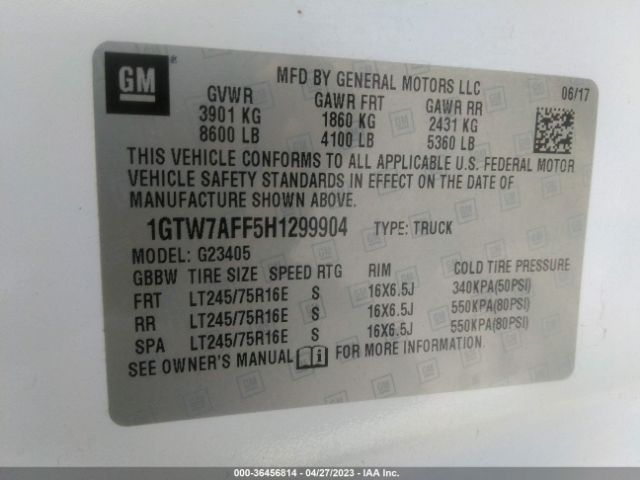 GM
®
MFD BY GENERAL MOTORS LLC
06/17
GVWR GAWR FRT GAWR RR
3901 KG 1860 KG 2431 KG
8600 LB 4100 LB 5360 LB
THIS VEHICLE CONFORMS TO ALL APPLICABLE U.S. FEDERAL MOTOR
VEHICLE SAFETY STANDARDS IN EFFECT ON THE DATE OF
MANUFACTURE SHOWN ABOVE.
1GTW7AFF5H1299904 TYPE: TRUCK
MODEL: G23405
GBBW TIRE SIZE SPEED RTG RIM COLD TIRE PRESSURE
FRT LT245/75R16E S 16X6.5J 340KPA(50PSI)
RR LT245/75R16E S 16X6.5J 550KPA(80PSI)
SPA LT245/75R16E S 16X6.5J 550KPA(80PSI)
SEE OWNER'S MANUAL FOR MORE INFORMATION.
000-36456814 - 04/27/2023 - IAA Inc.